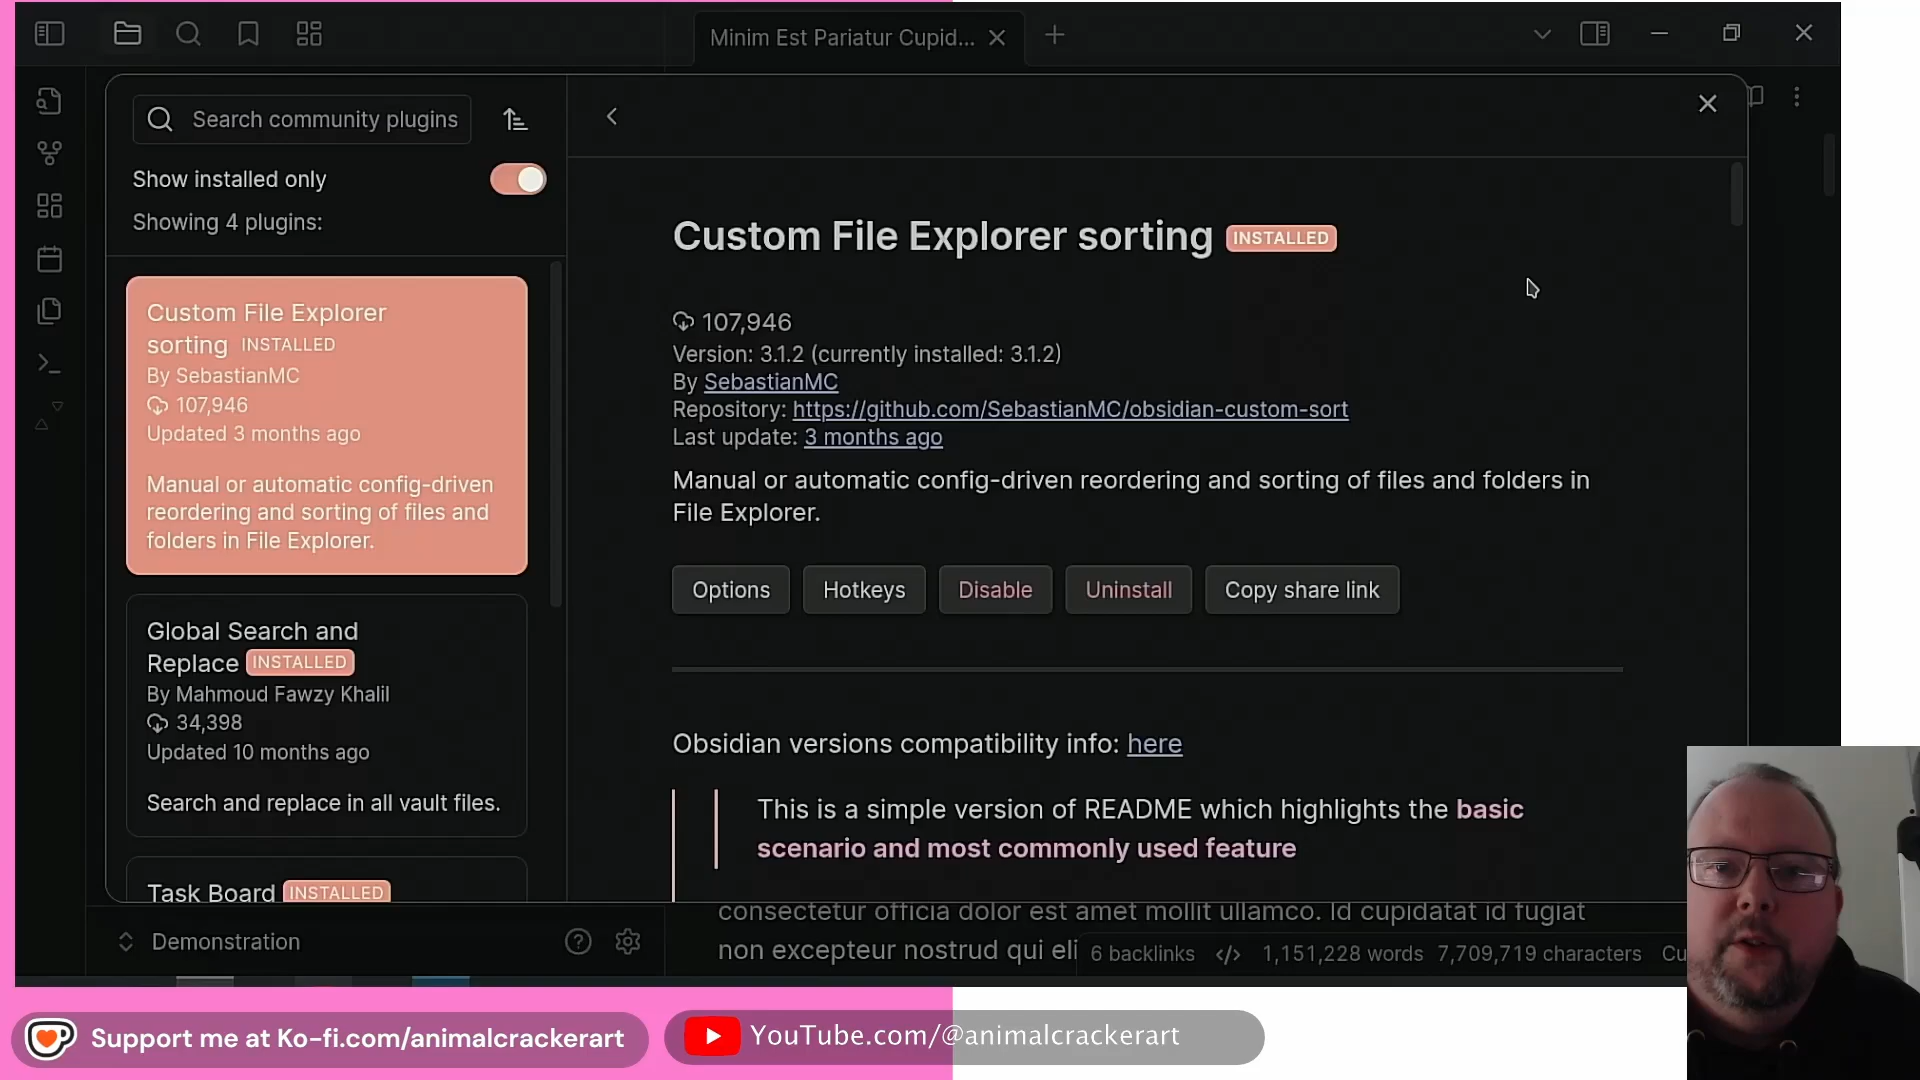 Minim Est Pariatur Cupid...
Search community plugins
Show installed only
Showing 4 plugins:
Custom File Explorer
sorting INSTALLED
By SebastianMC
107,946
Updated 3 months ago
Manual or automatic config-driven
reordering and sorting of files and
folders in File Explorer.
Global Search and
Replace INSTALLED
By Mahmoud Fawzy Khalil
34,398
Updated 10 months ago
Search and replace in all vault files.
Task Board INSTALLED
Custom File Explorer sorting INSTALLED
107,946
Version: 3.1.2 (currently installed: 3.1.2)
By SebastianMC
Repository: https://github.com/SebastianMC/obsidian-custom-sort
Last update: 3 months ago
Manual or automatic config-driven reordering and sorting of files and folders in
File Explorer.
Options Hotkeys Disable Uninstall Copy share link
Obsidian versions compatibility info: here
This is a simple version of README which highlights the basic
scenario and most commonly used feature
consectetur officia dolor est amet mollit ullamco. Id cupidatat id fugiat
non excepteur nostrud qui eli
Demonstration
6 backlinks </> 1,151,228 words 7,709,719 characters Cu
Support me at Ko-fi.com/animalcrackerart
YouTube.com/@animalcrackerart